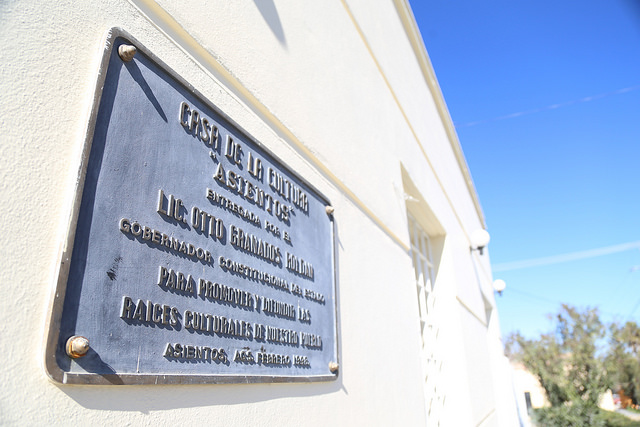 CASA DE LA CULTURA
"ASIENTOS"
ENTREGADA POR EL
LIC. OTTO GRANADOS ROLDAN
GOBERNADOR CONSTITUCIONAL DEL ESTADO
PARA PROMOVER Y DIFUNDIR LAS
RAICES CULTURALES DE NUESTRO PUEBLO
ASIENTOS, AGS. FEBRERO